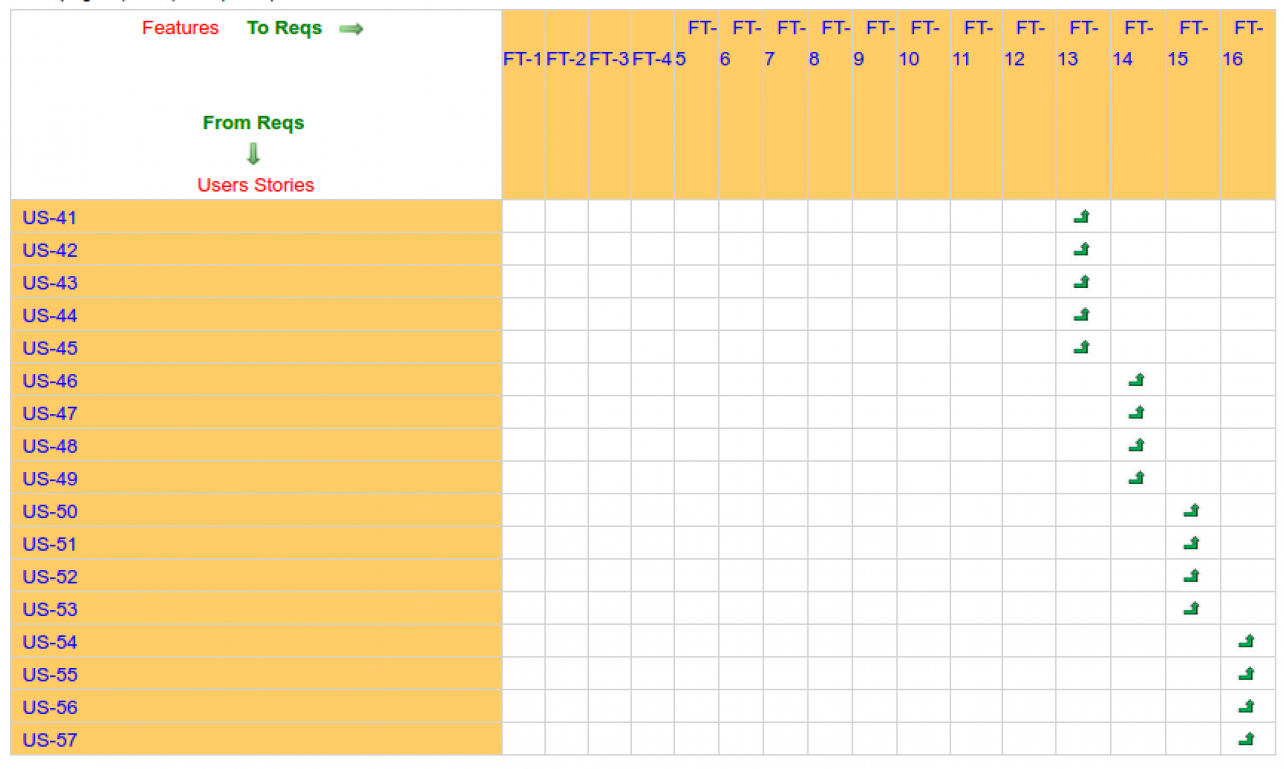 Features To Reqs
FT-1 FT-2 FT-3 FT-4 FT-5 FT-6 FT-7 FT-8 FT-9 FT-10 FT-11 FT-12 FT-13 FT-14 FT-15 FT-16
From Reqs
Users Stories
US-41
US-42
US-43
US-44
US-45
US-46
US-47
US-48
US-49
US-50
US-51
US-52
US-53
US-54
US-55
US-56
US-57